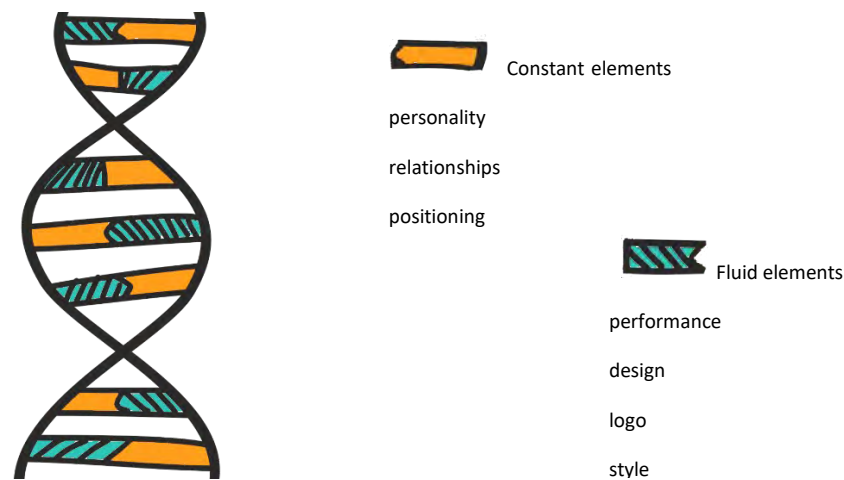 Constant elements
personality
relationships
positioning
Fluid elements
performance
design
logo
style